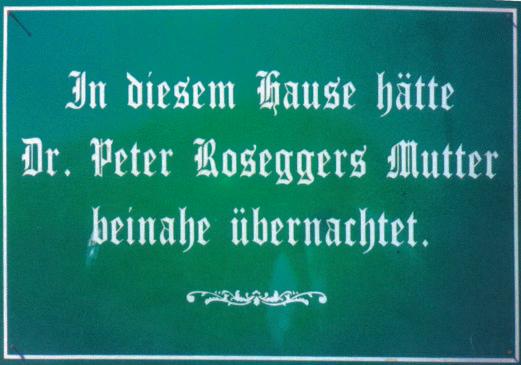 In diesem Hause hätte
Dr. Peter Roseggers Mutter
beinahe übernachtet.